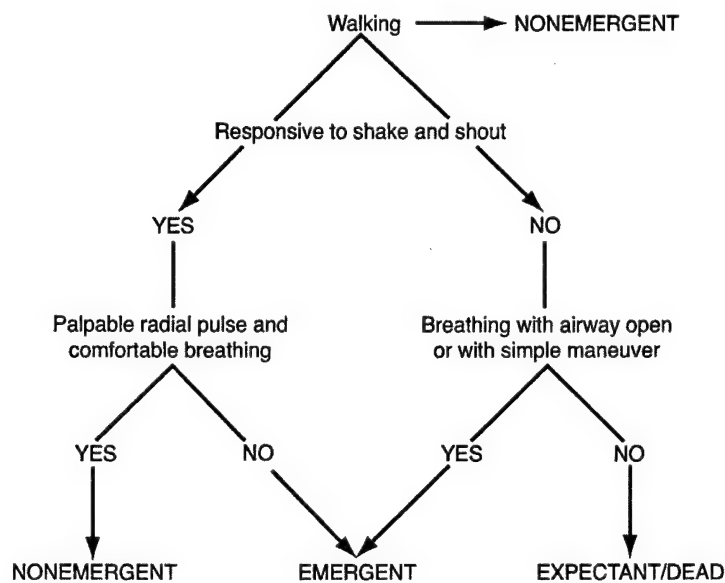 Walking NONEMERGENT
Responsive to shake and shout
YES NO
Palpable radial pulse and Breathing with airway open
comfortable breathing or with simple maneuver
YES NO YES NO
NONEMERGENT EMERGENT EXPECTANT/DEAD